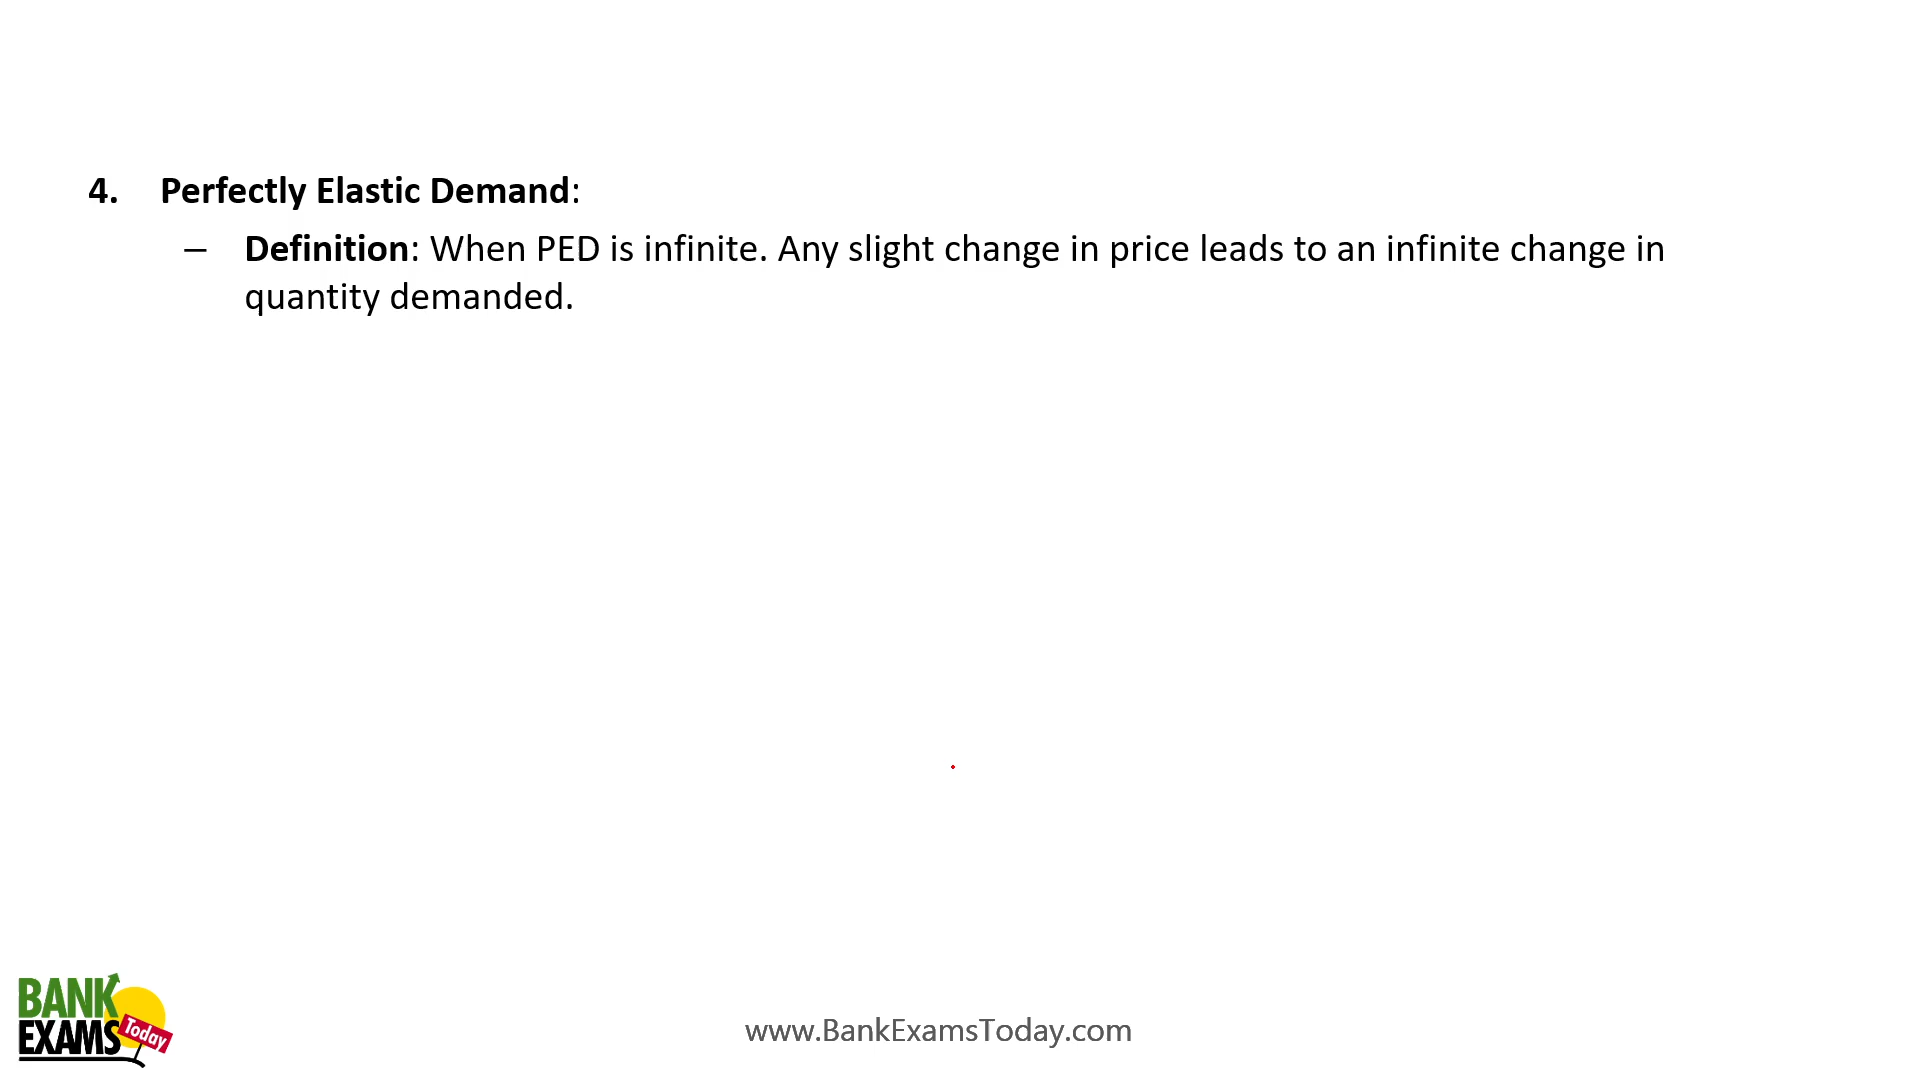 4. Perfectly Elastic Demand:
– Definition: When PED is infinite. Any slight change in price leads to an infinite change in
quantity demanded.
BANK
EXAMS
Today
www.BankExamsToday.com